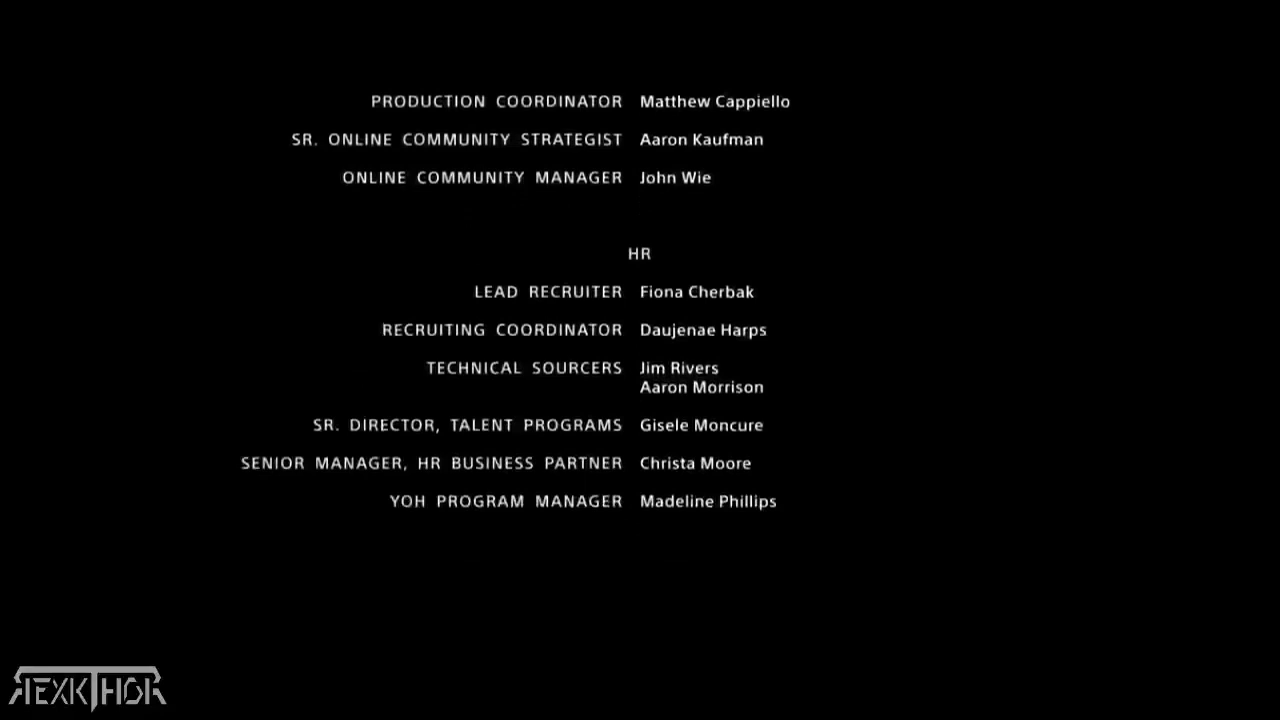 PRODUCTION COORDINATOR Matthew Cappiello
SR. ONLINE COMMUNITY STRATEGIST Aaron Kaufman
ONLINE COMMUNITY MANAGER John Wie
HR
LEAD RECRUITER Fiona Cherbak
RECRUITING COORDINATOR Daujenae Harps
TECHNICAL SOURCERS Jim Rivers
Aaron Morrison
SR. DIRECTOR, TALENT PROGRAMS Gisele Moncure
SENIOR MANAGER, HR BUSINESS PARTNER Christa Moore
YOH PROGRAM MANAGER Madeline Phillips